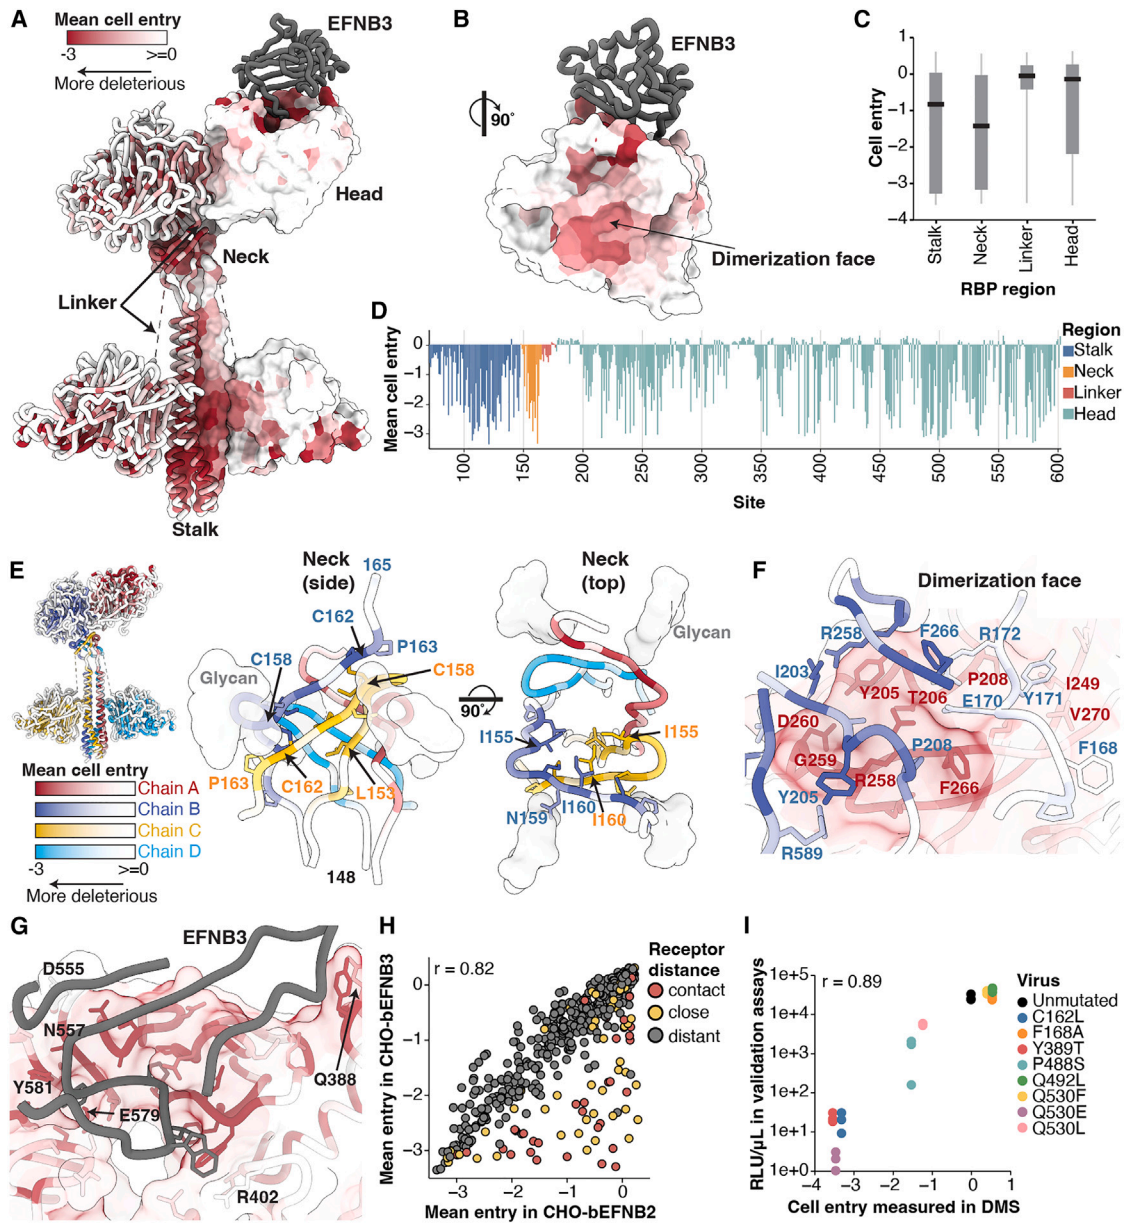 A
Mean cell entry
-3
>=0
More deleterious
EFNB3
Head
Neck
Linker
Stalk
B
EFNB3
90°
Dimerization face
C
Cell entry
1
0
−1
−2
−3
−4
Stalk
Neck
Linker
Head
RBP region
D
Mean cell entry
0
−1
−2
−3
100
150
200
250
300
350
400
450
500
550
600
Site
Region
Stalk
Neck
Linker
Head
E
Mean cell entry
Chain A
Chain B
Chain C
Chain D
-3
>=0
More deleterious
Neck
(side)
165
C162
P163
C158
C158
Glycan
P163
C162
L153
148
90°
Neck
(top)
Glycan
I155
I155
N159
I160
I160
F
Dimerization face
R258
F266
R172
I203
P208
I249
Y205
T206
E170
Y171
V270
D260
G259
P208
F168
R258
Y205
F266
R589
G
EFNB3
D555
N557
Q388
Y581
E579
R402
H
Mean entry in CHO-bEFNB3
r = 0.82
0
−1
−2
−3
−3
−2
−1
0
Mean entry in CHO-bEFNB2
Receptor
distance
contact
close
distant
I
RLU/µL in validation assays
r = 0.89
1e+5
1e+4
1e+3
1e+2
1e+1
1e+0
−4
−3
−2
−1
0
1
Cell entry measured in DMS
Virus
Unmutated
C162L
F168A
Y389T
P488S
Q492L
Q530F
Q530E
Q530L